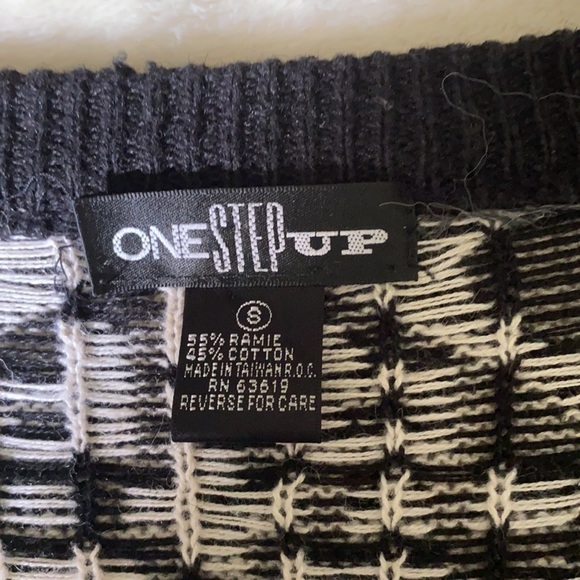 ONE STEP UP
S
55% RAMIE
45% COTTON
MADE IN TAIWAN R.O.C.
RN 63619
REVERSE FOR CARE